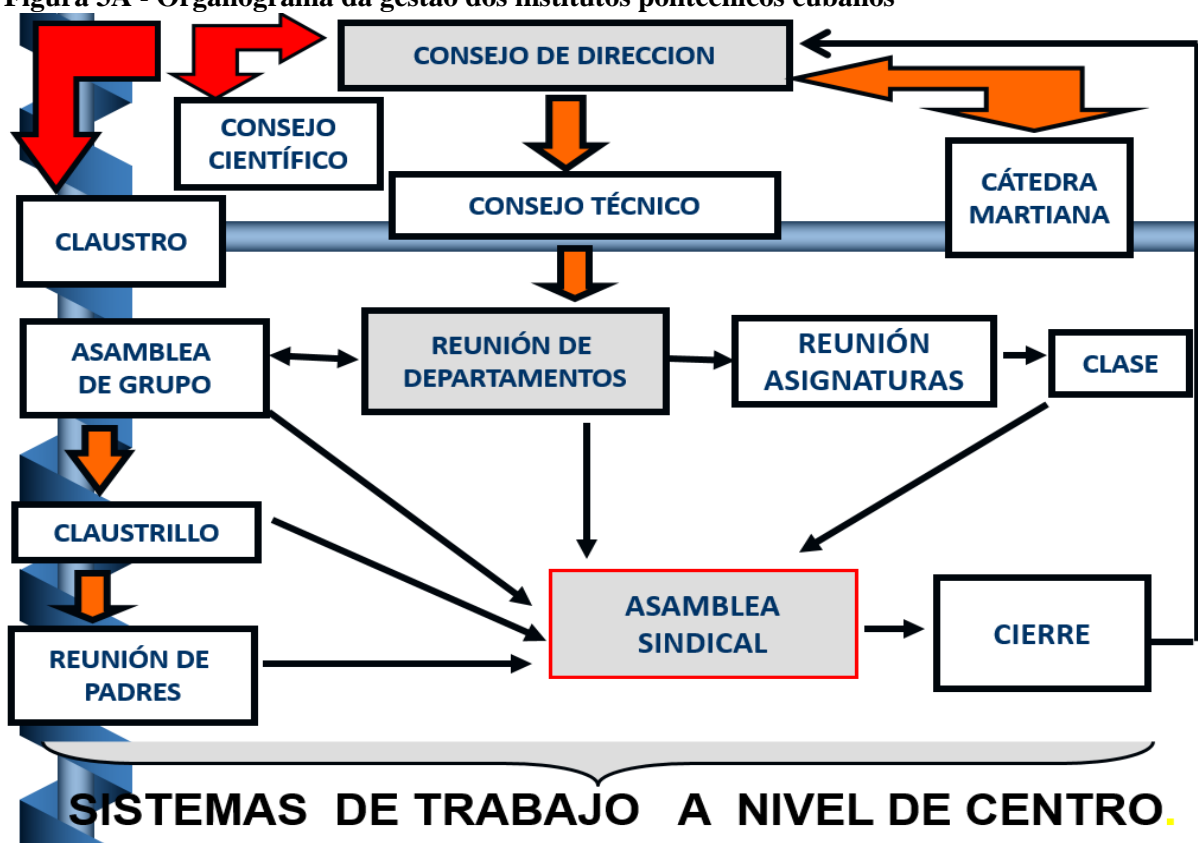 Figura 5A - Organograma da gestão dos institutos politécnicos cubanos
CONSEJO DE DIRECCION
CONSEJO
CIENTÍFICO
CÁTEDRA
MARTIANA
CONSEJO TÉCNICO
CLAUSTRO
ASAMBLEA
DE GRUPO
REUNIÓN DE
DEPARTAMENTOS
REUNIÓN
ASIGNATURAS
CLASE
CLAUSTRILLO
ASAMBLEA
SINDICAL
CIERRE
REUNIÓN DE
PADRES
SISTEMAS DE TRABAJO A NIVEL DE CENTRO.